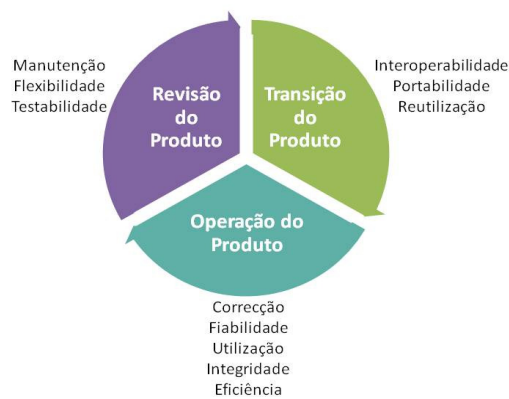 Manutenção
Flexibilidade
Testabilidade
Revisão
do
Produto
Transição
do
Produto
Interoperabilidade
Portabilidade
Reutilização
Operação do
Produto
Correcção
Fiabilidade
Utilização
Integridade
Eficiência